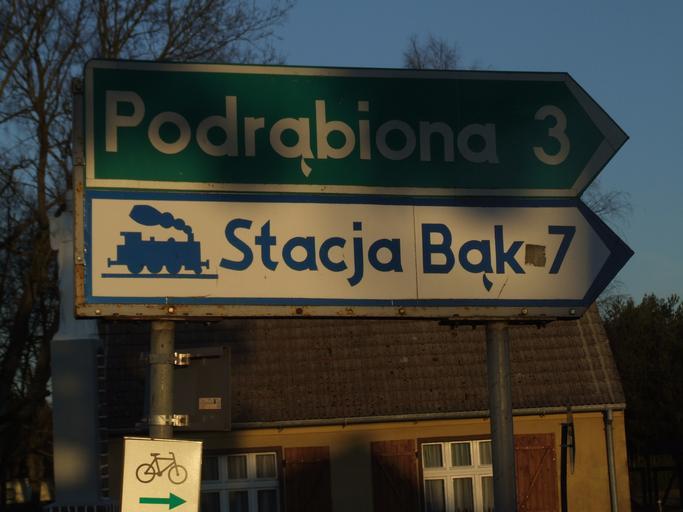 Podrąbiona 3
Stacja Bąk 7